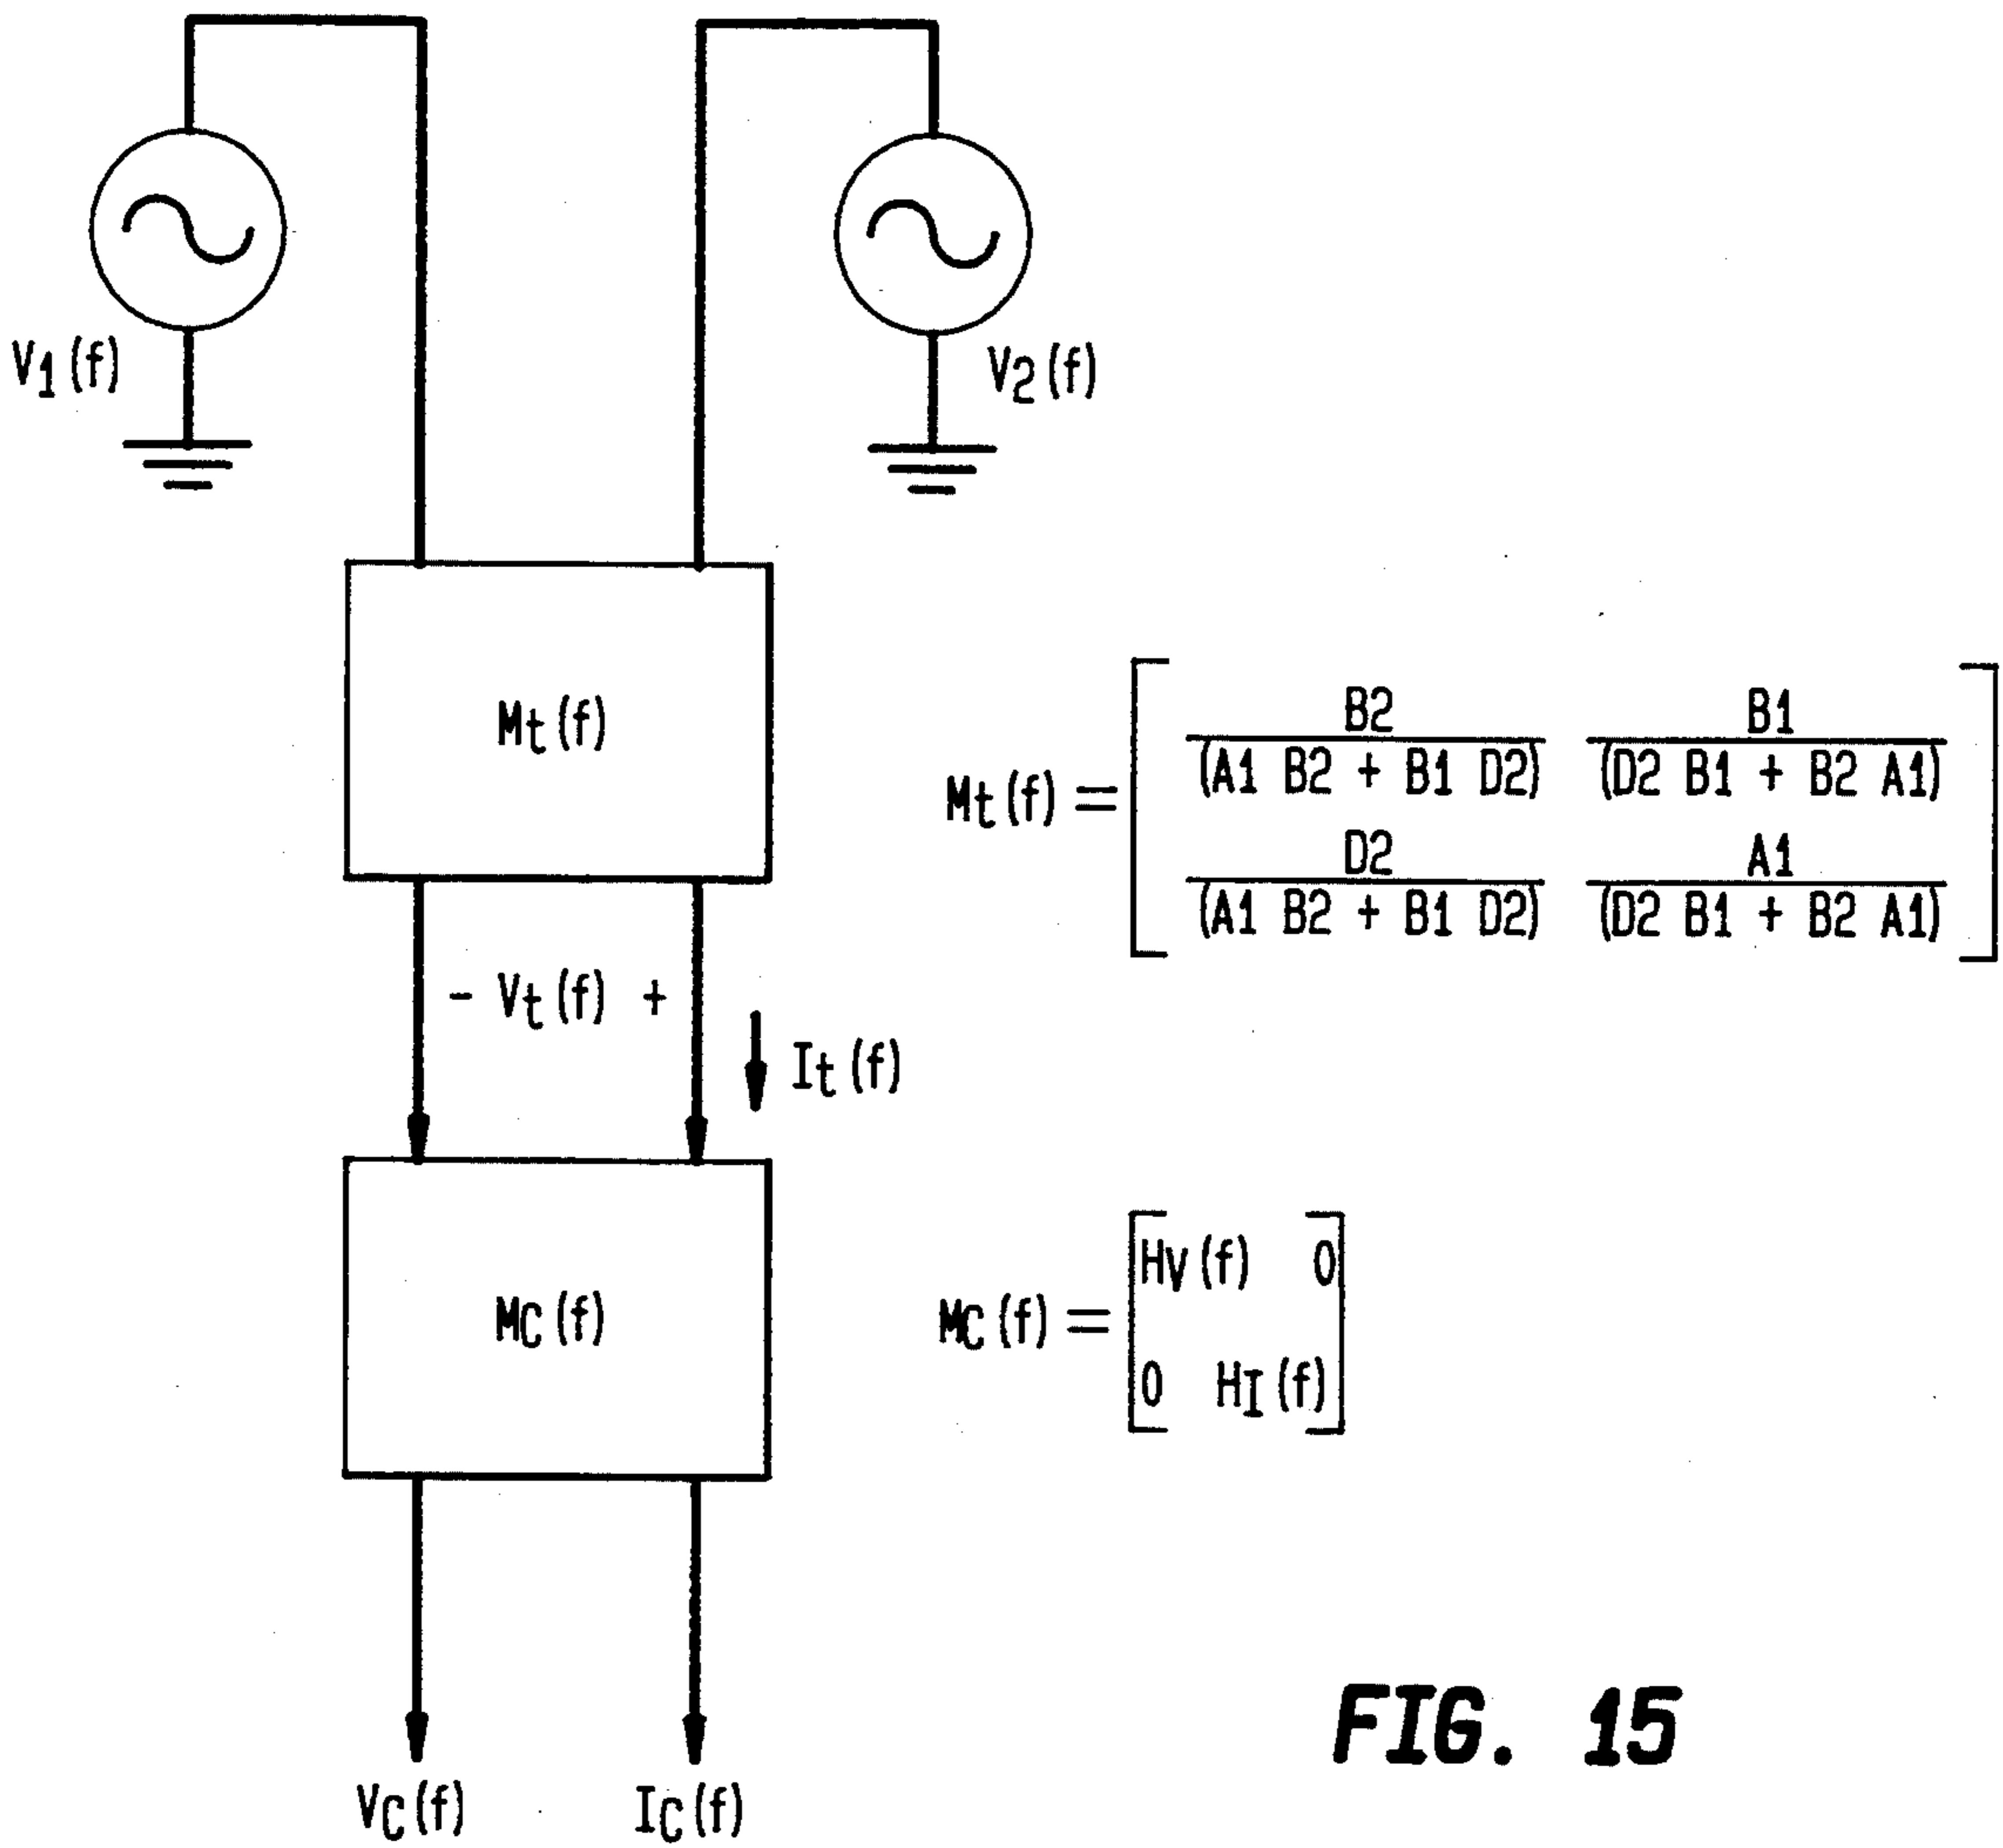 V1(f)
V2(f)
Mt(f)
Mt(f) = [ B2 / (A1 B2 + B1 D2)   B1 / (D2 B1 + B2 A1)
D2 / (A1 B2 + B1 D2)   A1 / (D2 B1 + B2 A1) ]
- Vt(f) +
It(f)
MC(f)
MC(f) = [ HV(f) 0
0 HI(f) ]
VC(f)
IC(f)
FIG. 15